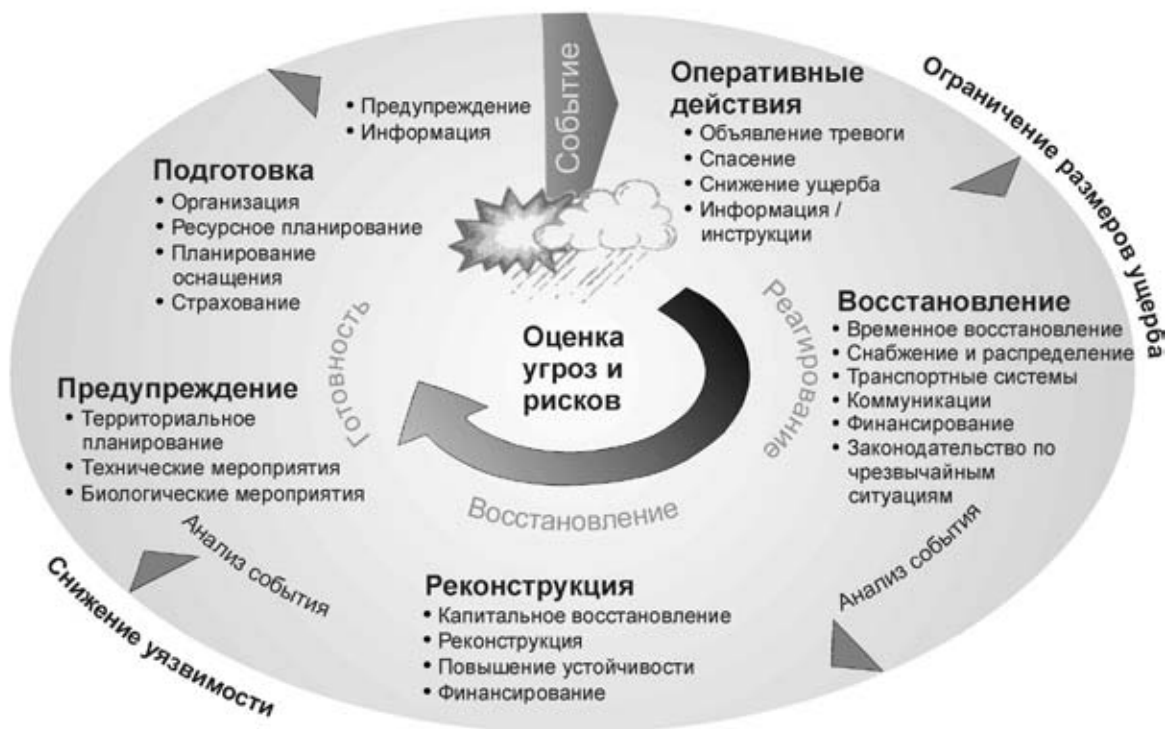 Событие
Оперативные
действия
• Объявление тревоги
• Спасение
• Снижение ущерба
• Информация /
инструкции
Ограничение размеров ущерба
Реагирование
Восстановление
• Временное восстановление
• Снабжение и распределение
• Транспортные системы
• Коммуникации
• Финансирование
• Законодательство по
чрезвычайным
ситуациям
Анализ события
Восстановление
Реконструкция
• Капитальное восстановление
• Реконструкция
• Повышение устойчивости
• Финансирование
Анализ события
Снижение уязвимости
Предупреждение
• Территориальное
планирование
• Технические мероприятия
• Биологические мероприятия
Готовность
Подготовка
• Организация
• Ресурсное планирование
• Планирование
оснащения
• Страхование
• Предупреждение
• Информация
Оценка
угроз и
рисков